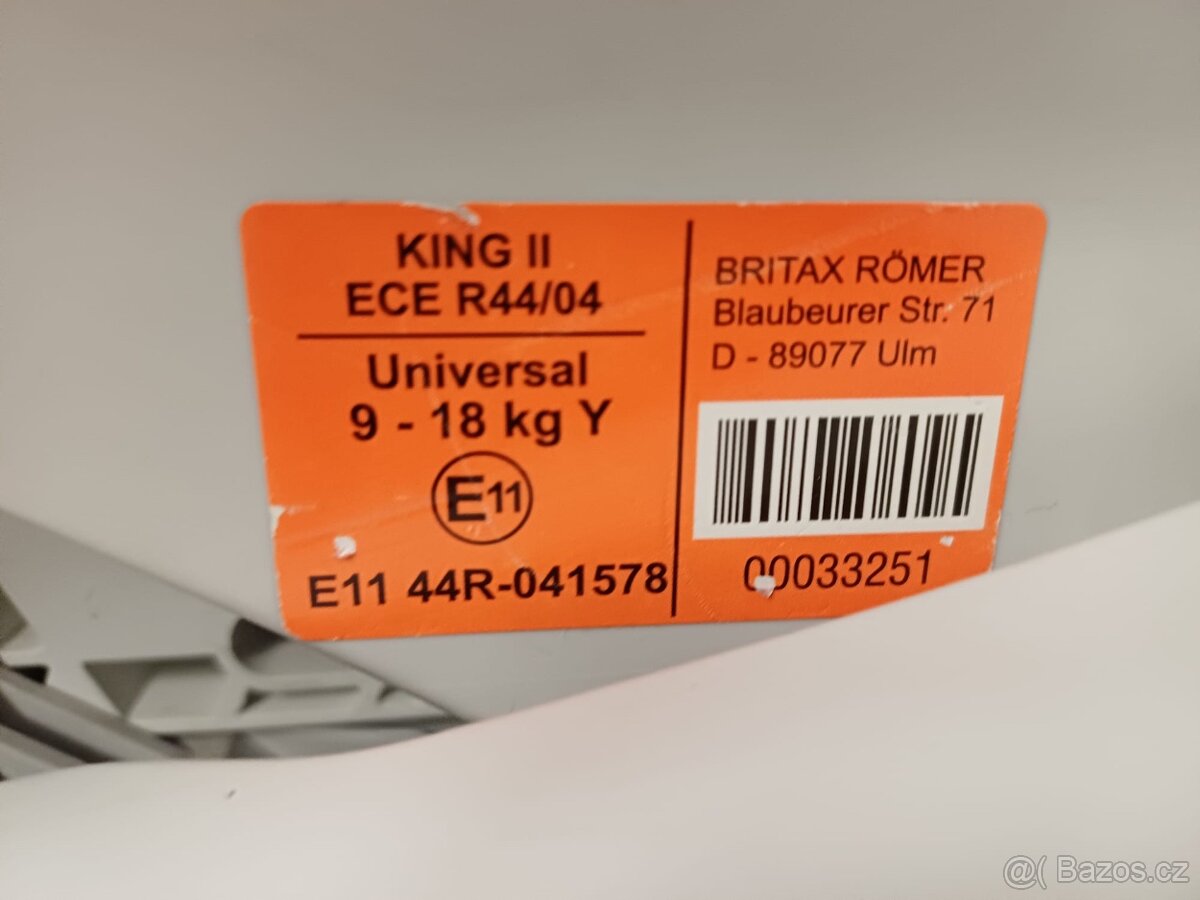 KING II
ECE R44/04
Universal
9 - 18 kg Y
E11
E11 44R-041578
BRITAX RÖMER
Blaubeurer Str. 71
D - 89077 Ulm
00033251
@( Bazos.cz